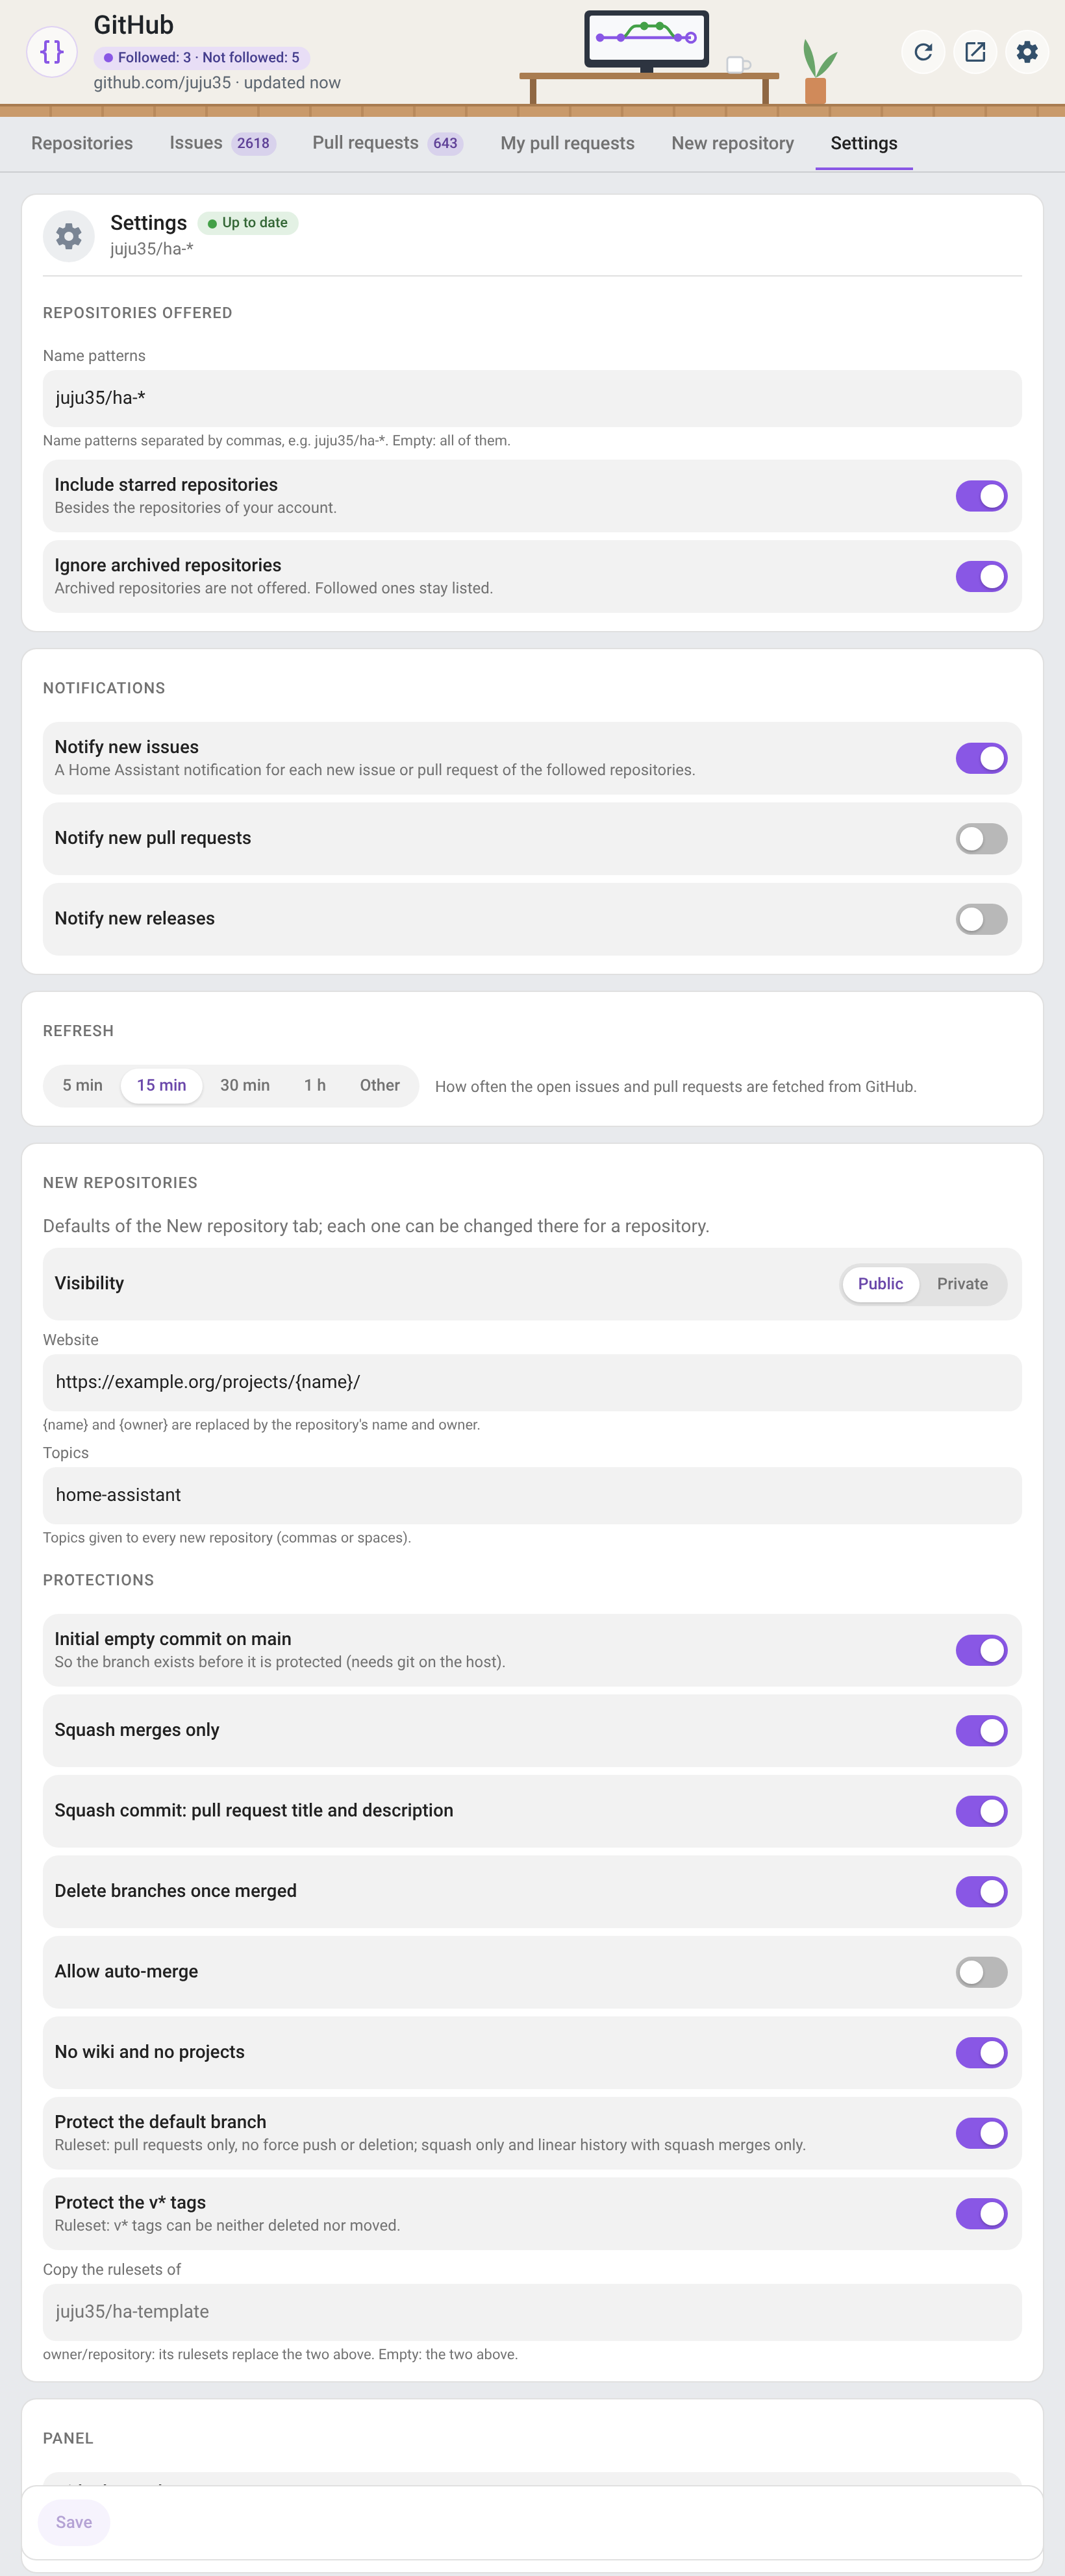 GitHub
Followed: 3 · Not followed: 5
github.com/juju35 · updated now
Repositories
Issues 2618
Pull requests 643
My pull requests
New repository
Settings
Settings
Up to date
juju35/ha-*
REPOSITORIES OFFERED
Name patterns
juju35/ha-*
Name patterns separated by commas, e.g. juju35/ha-*. Empty: all of them.
Include starred repositories
Besides the repositories of your account.
Ignore archived repositories
Archived repositories are not offered. Followed ones stay listed.
NOTIFICATIONS
Notify new issues
A Home Assistant notification for each new issue or pull request of the followed repositories.
Notify new pull requests
Notify new releases
REFRESH
5 min
15 min
30 min
1 h
Other
How often the open issues and pull requests are fetched from GitHub.
NEW REPOSITORIES
Defaults of the New repository tab; each one can be changed there for a repository.
Visibility
Public
Private
Website
https://example.org/projects/{name}/
{name} and {owner} are replaced by the repository's name and owner.
Topics
home-assistant
Topics given to every new repository (commas or spaces).
PROTECTIONS
Initial empty commit on main
So the branch exists before it is protected (needs git on the host).
Squash merges only
Squash commit: pull request title and description
Delete branches once merged
Allow auto-merge
No wiki and no projects
Protect the default branch
Ruleset: pull requests only, no force push or deletion; squash only and linear history with squash merges only.
Protect the v* tags
Ruleset: v* tags can be neither deleted nor moved.
Copy the rulesets of
juju35/ha-template
owner/repository: its rulesets replace the two above. Empty: the two above.
PANEL
Save